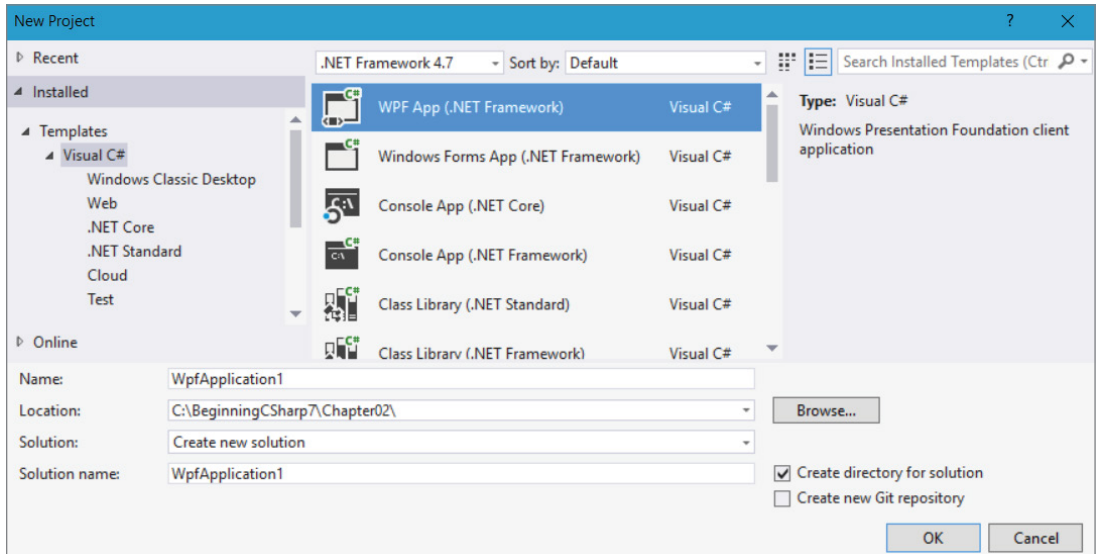 New Project
?
Recent
.NET Framework 4.7
Sort by: Default
Search Installed Templates (Ctr
Installed
Templates
Visual C#
Windows Classic Desktop
Web
.NET Core
.NET Standard
Cloud
Test
Online
C#
WPF App (.NET Framework)
Visual C#
C#
Windows Forms App (.NET Framework)
Visual C#
C:\
Console App (.NET Core)
Visual C#
C#
C:\
Console App (.NET Framework)
Visual C#
C#
Class Library (.NET Standard)
Visual C#
C#
Class Library (.NET Framework)
Visual C#
Type: Visual C#
Windows Presentation Foundation client
application
Name:
WpfApplication1
Location:
C:\BeginningCSharp7\Chapter02\
Browse...
Solution:
Create new solution
Solution name:
WpfApplication1
Create directory for solution
Create new Git repository
OK
Cancel